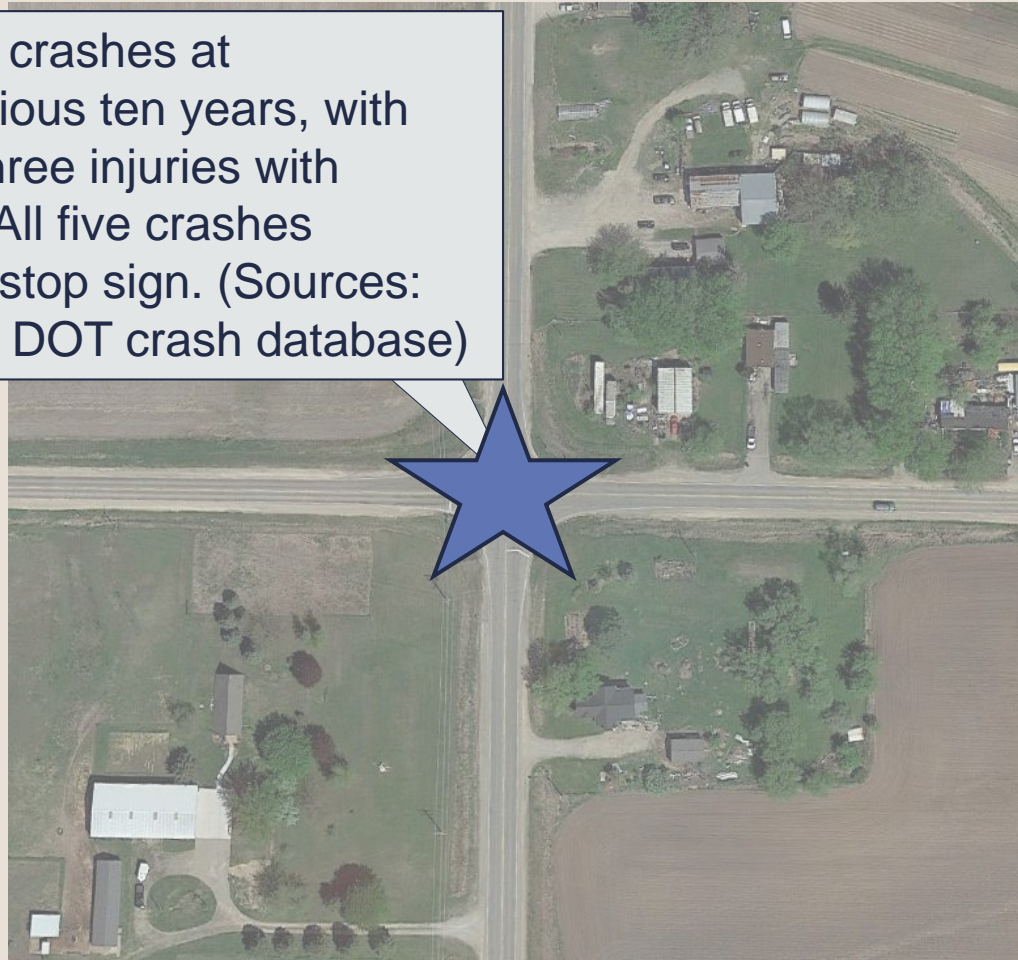 crashes at
ious ten years, with
hree injuries with
All five crashes
stop sign. (Sources:
DOT crash database)